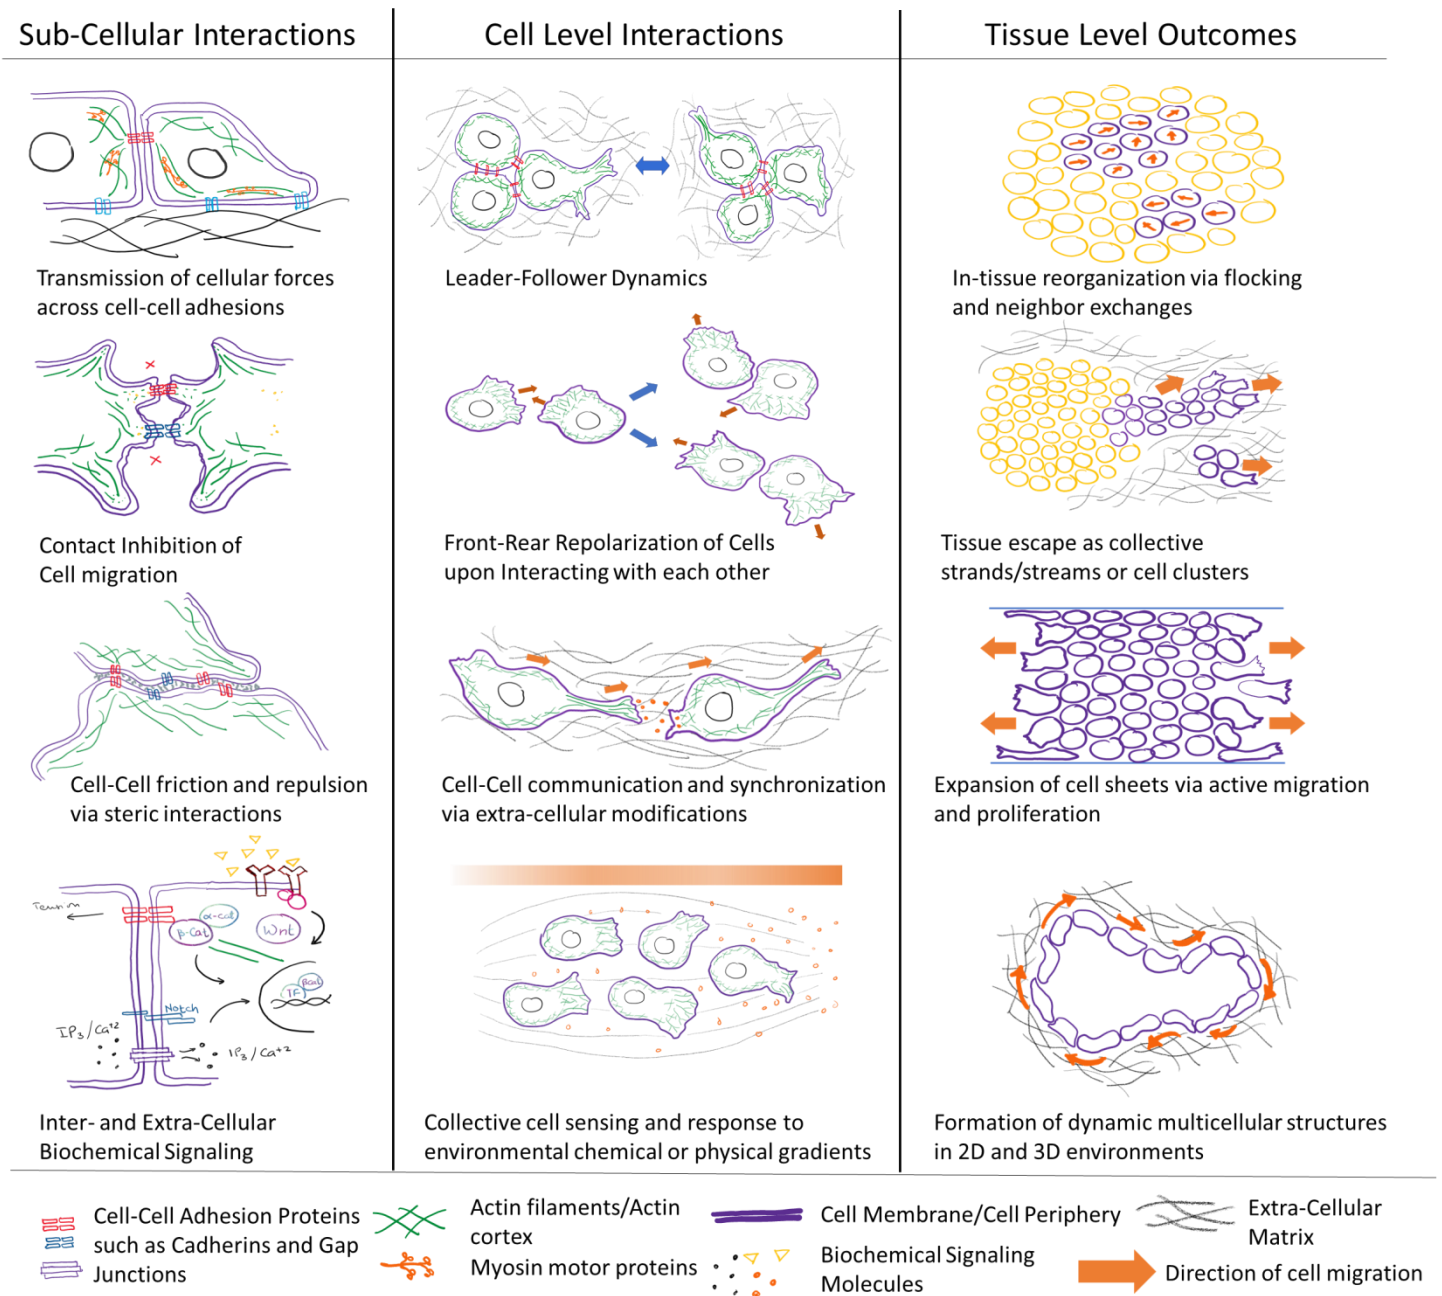 Sub-Cellular Interactions
Cell Level Interactions
Tissue Level Outcomes
Transmission of cellular forces
across cell-cell adhesions
Leader-Follower Dynamics
In-tissue reorganization via flocking
and neighbor exchanges
Contact Inhibition of
Cell migration
Front-Rear Repolarization of Cells
upon Interacting with each other
Tissue escape as collective
strands/streams or cell clusters
Cell-Cell friction and repulsion
via steric interactions
Cell-Cell communication and synchronization
via extra-cellular modifications
Expansion of cell sheets via active migration
and proliferation
Tension
α-cat
β-Cat
Wnt
βcat
TF
Notch
IP3/Ca+2
IP3/Ca+2
Inter- and Extra-Cellular
Biochemical Signaling
Collective cell sensing and response to
environmental chemical or physical gradients
Formation of dynamic multicellular structures
in 2D and 3D environments
Cell-Cell Adhesion Proteins
such as Cadherins and Gap
Junctions
Actin filaments/Actin
cortex
Myosin motor proteins
Cell Membrane/Cell Periphery
Biochemical Signaling
Molecules
Extra-Cellular
Matrix
Direction of cell migration